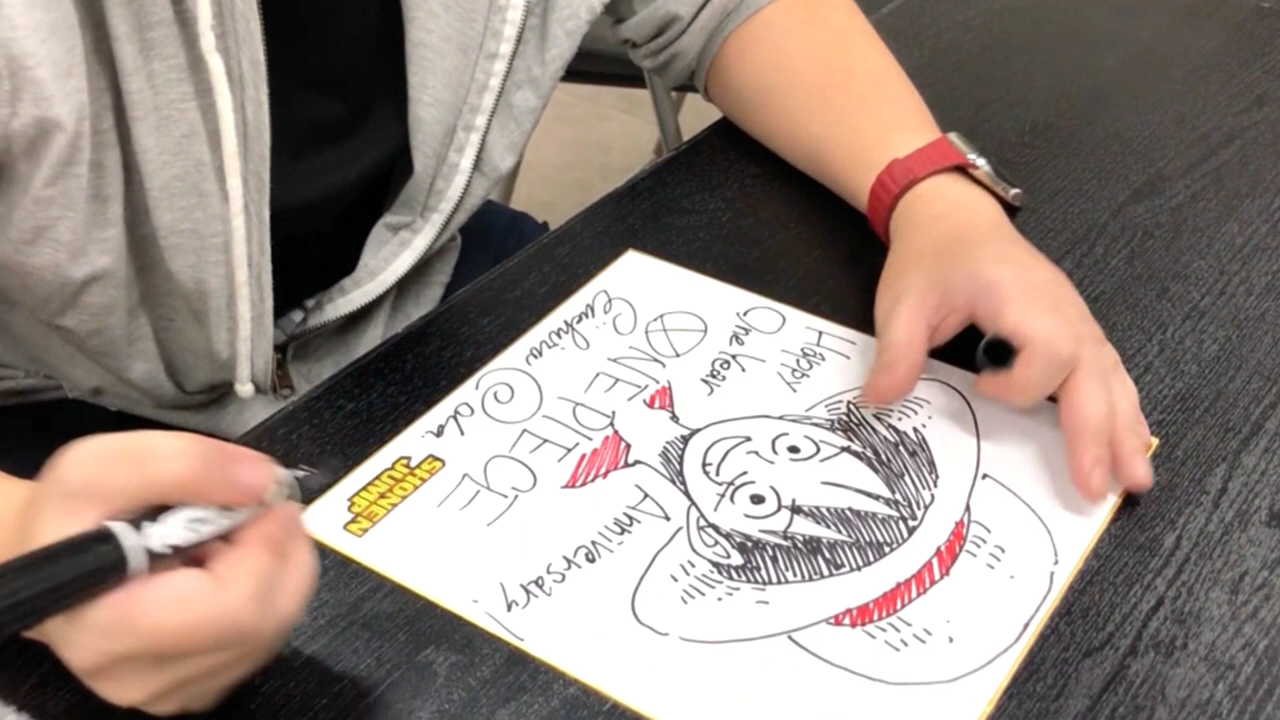 Happy
One Year
Anniversary!
ONE PIECE
Eiichiro Oda.
SHONEN
JUMP